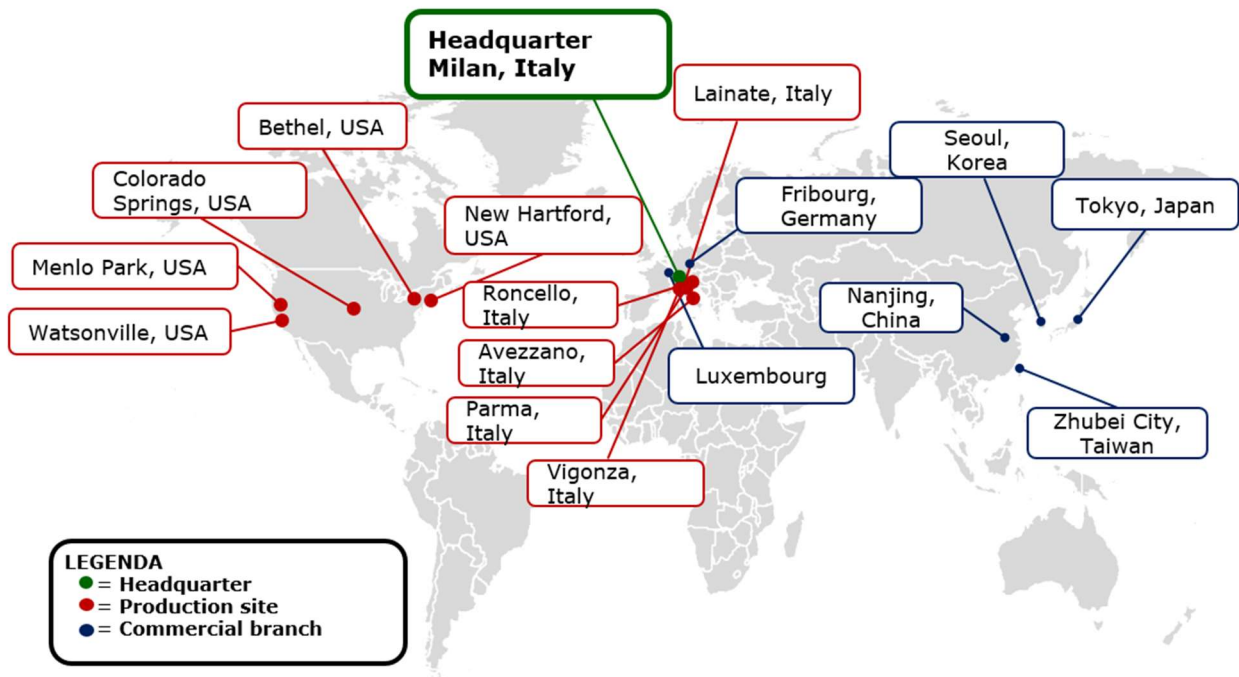 Headquarter
Milan, Italy
Lainate, Italy
Bethel, USA
Seoul,
Korea
Colorado
Springs, USA
New Hartford,
USA
Fribourg,
Germany
Tokyo, Japan
Menlo Park, USA
Roncello,
Italy
Nanjing,
China
Watsonville, USA
Avezzano,
Italy
Luxembourg
Parma,
Italy
Zhubei City,
Taiwan
Vigonza,
Italy
LEGENDA
= Headquarter
= Production site
= Commercial branch